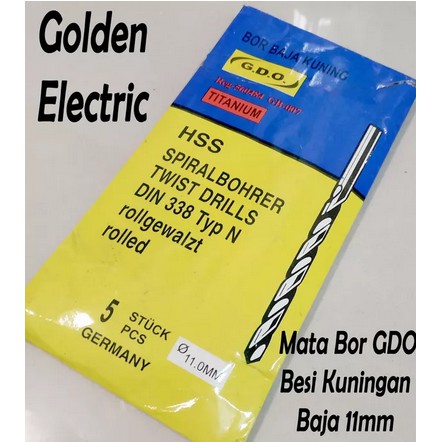 Golden
Electric
BOR BAJA KUNING
G.D.O.
TITANIUM
HSS
SPIRALBOHRER
TWIST DRILLS
DIN 338 Typ N
rollgewalzt
rolled
5 STÜCK
PCS
GERMANY
Ø
11.0MM
Mata Bor GDO
Besi Kuningan
Baja 11mm